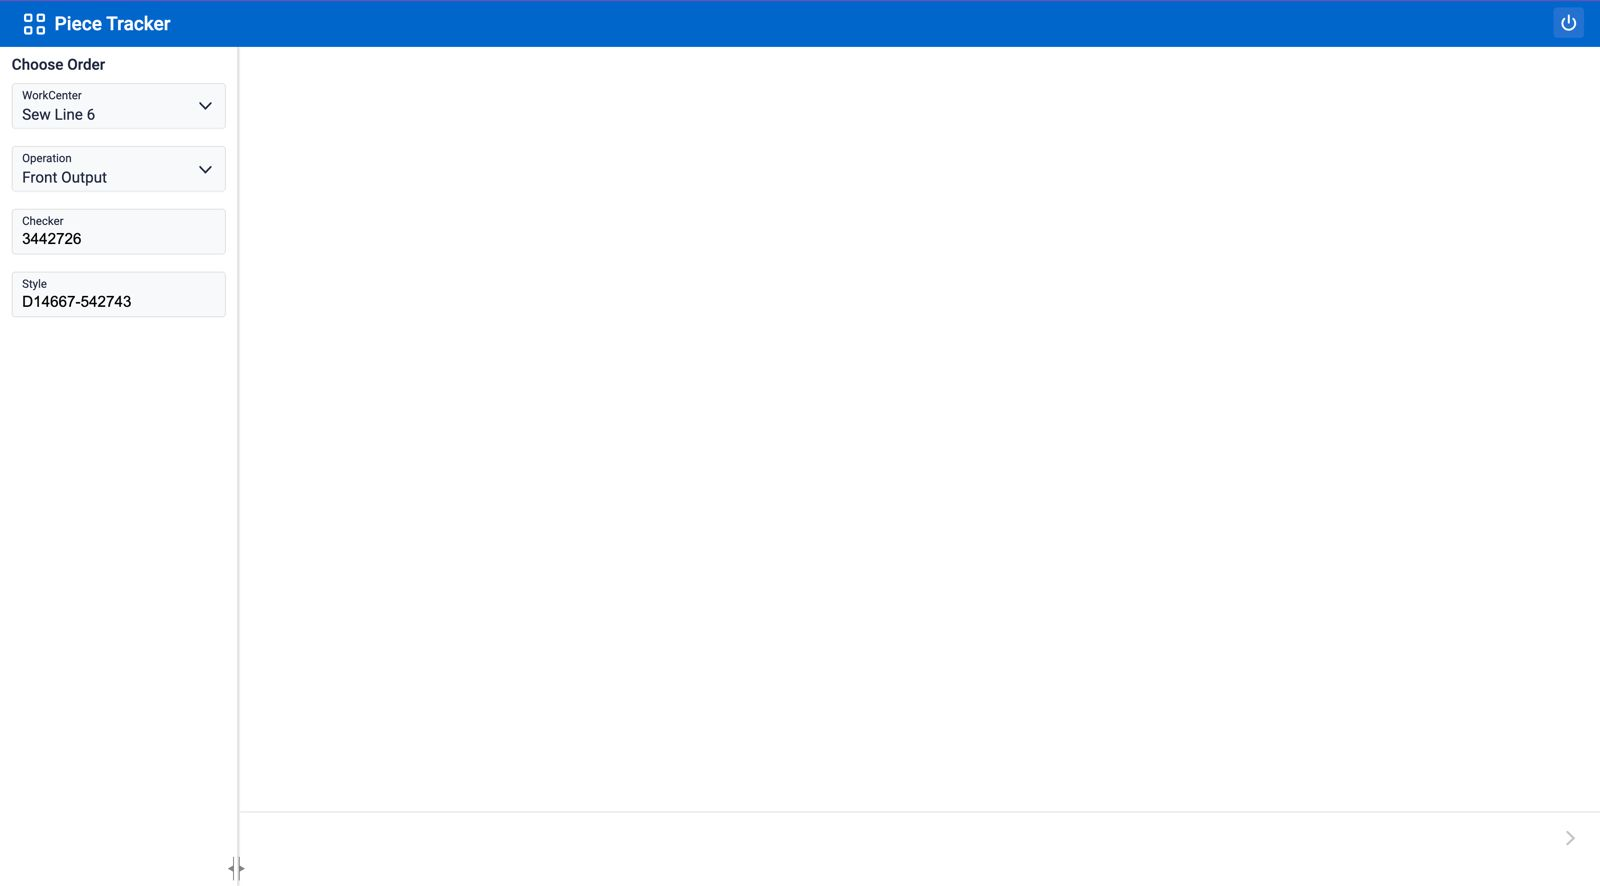 Piece Tracker
Choose Order
WorkCenter
Sew Line 6
Operation
Front Output
Checker
3442726
Style
D14667-542743